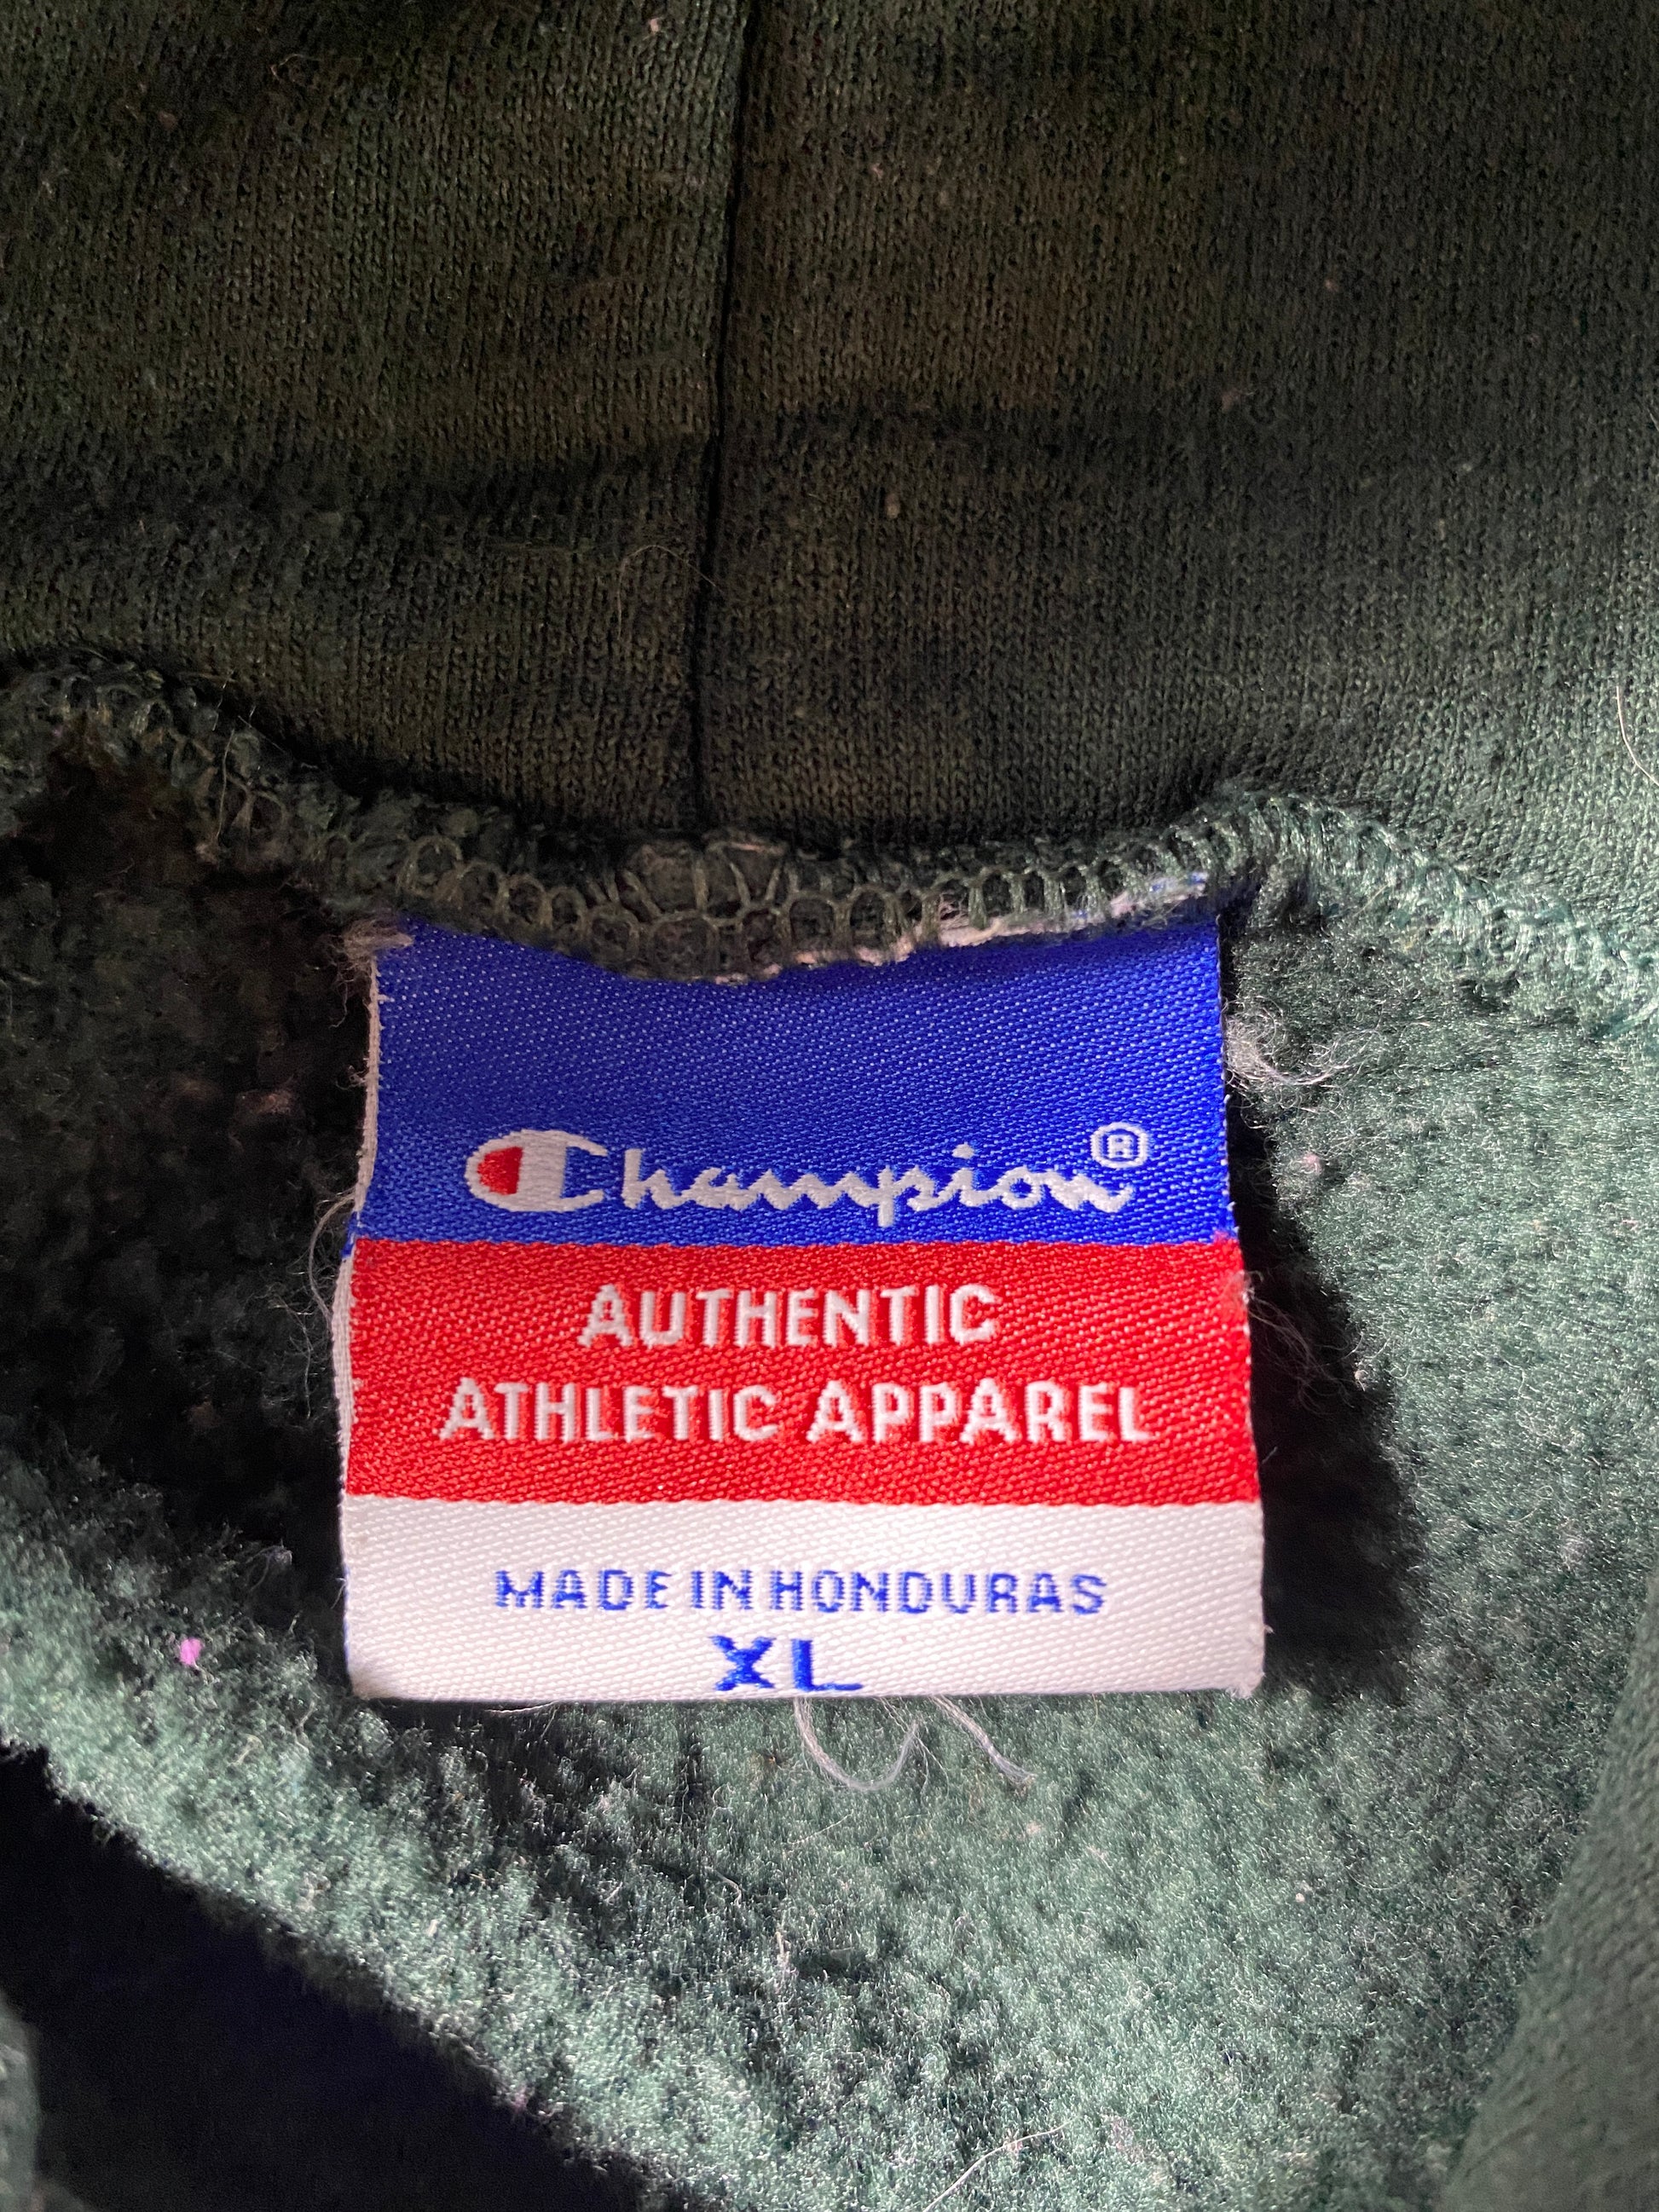 Champion®
AUTHENTIC
ATHLETIC APPAREL
MADE IN HONDURAS
XL